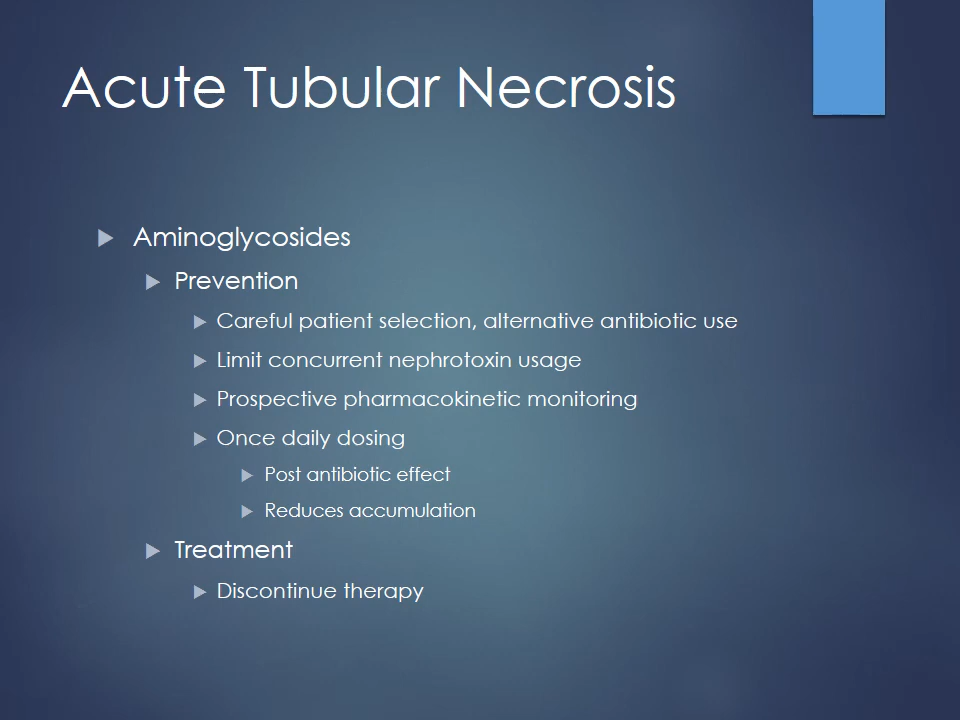 Acute Tubular Necrosis
Aminoglycosides
Prevention
Careful patient selection, alternative antibiotic use
Limit concurrent nephrotoxin usage
Prospective pharmacokinetic monitoring
Once daily dosing
Post antibiotic effect
Reduces accumulation
Treatment
Discontinue therapy